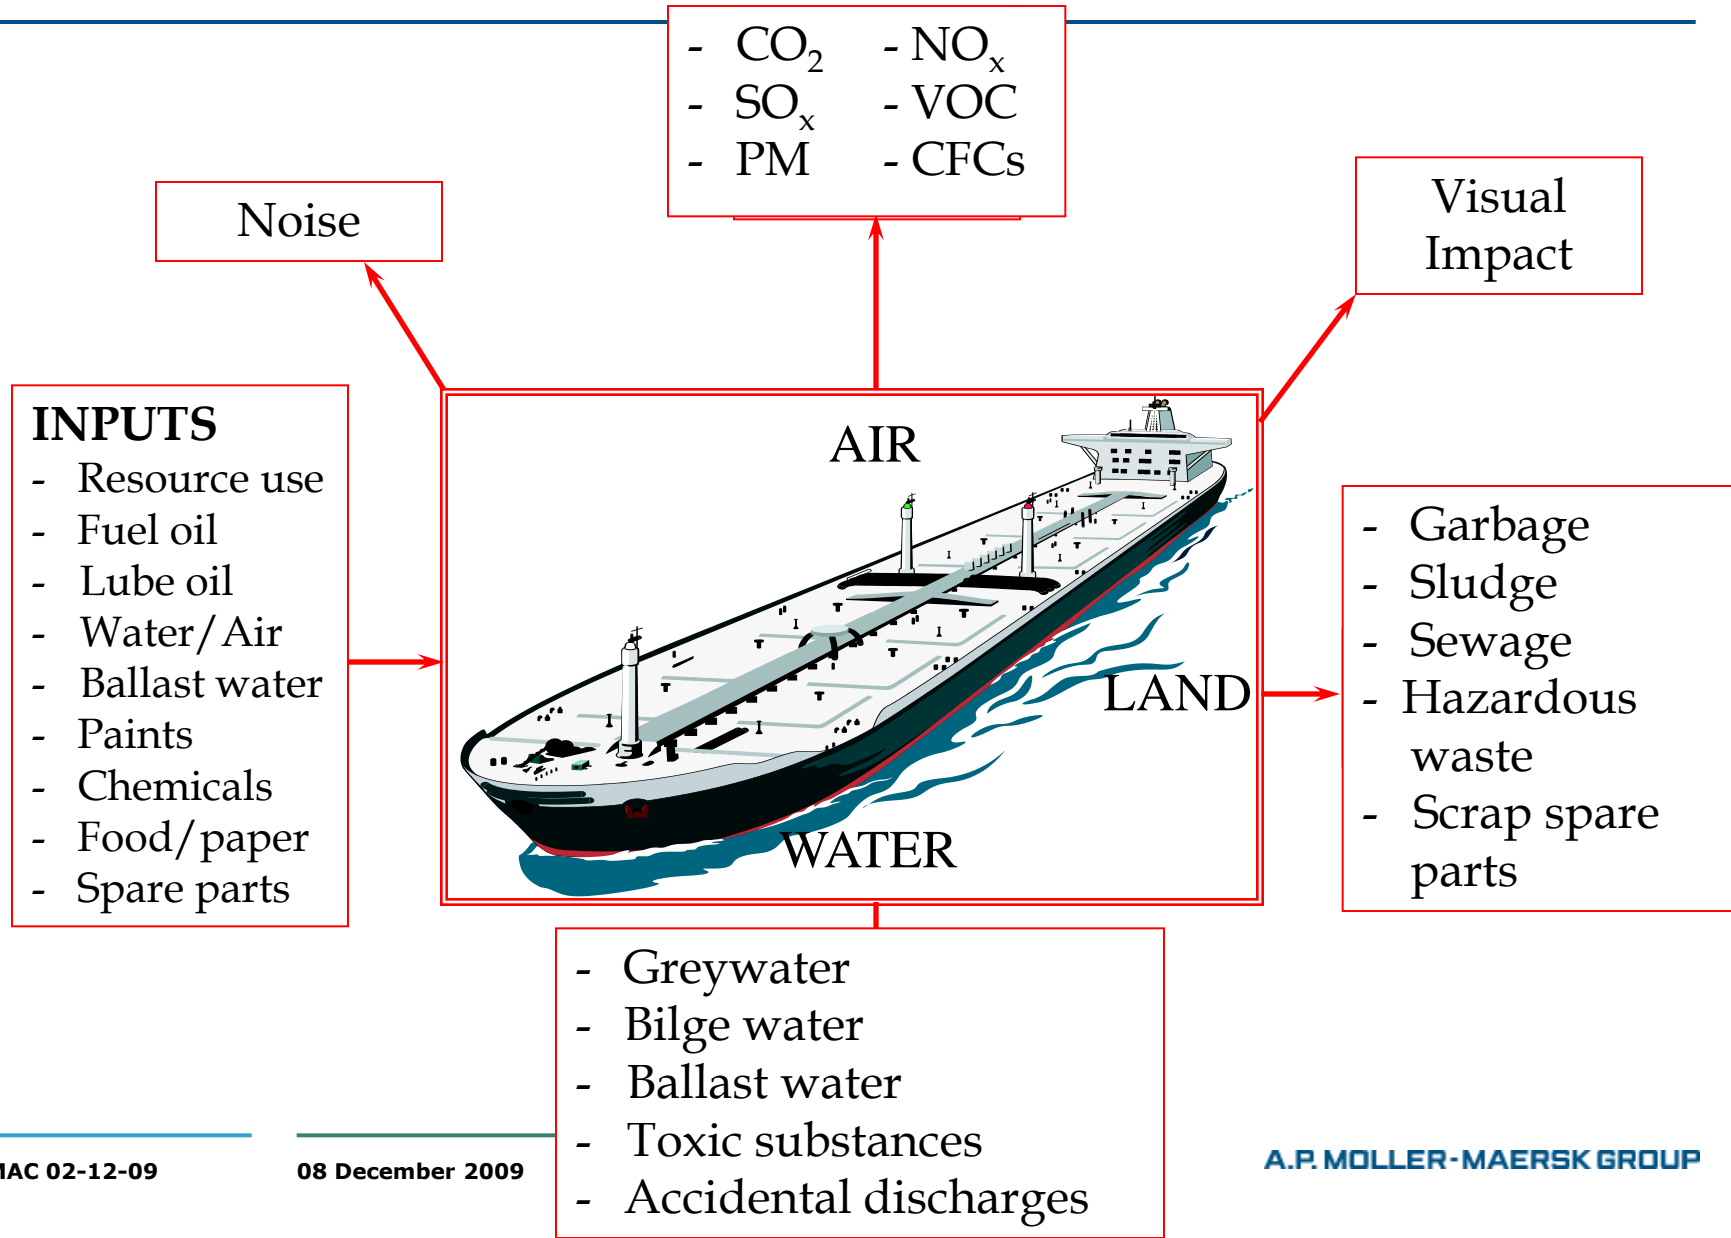 - CO₂ - NOₓ
- SOₓ - VOC
- PM - CFCs
Noise
Visual
Impact
INPUTS
- Resource use
- Fuel oil
- Lube oil
- Water/Air
- Ballast water
- Paints
- Chemicals
- Food/paper
- Spare parts
AIR
LAND
WATER
- Garbage
- Sludge
- Sewage
- Hazardous
waste
- Scrap spare
parts
- Greywater
- Bilge water
- Ballast water
- Toxic substances
- Accidental discharges
MAC 02-12-09
08 December 2009
A.P. MOLLER - MAERSK GROUP